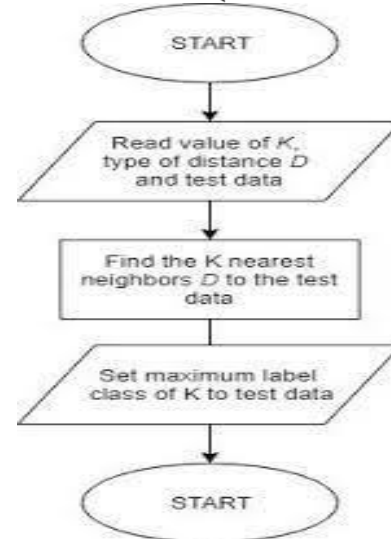 START
Read value of K,
type of distance D
and test data
Find the K nearest
neighbors D to the test
data
Set maximum label
class of K to test data
START